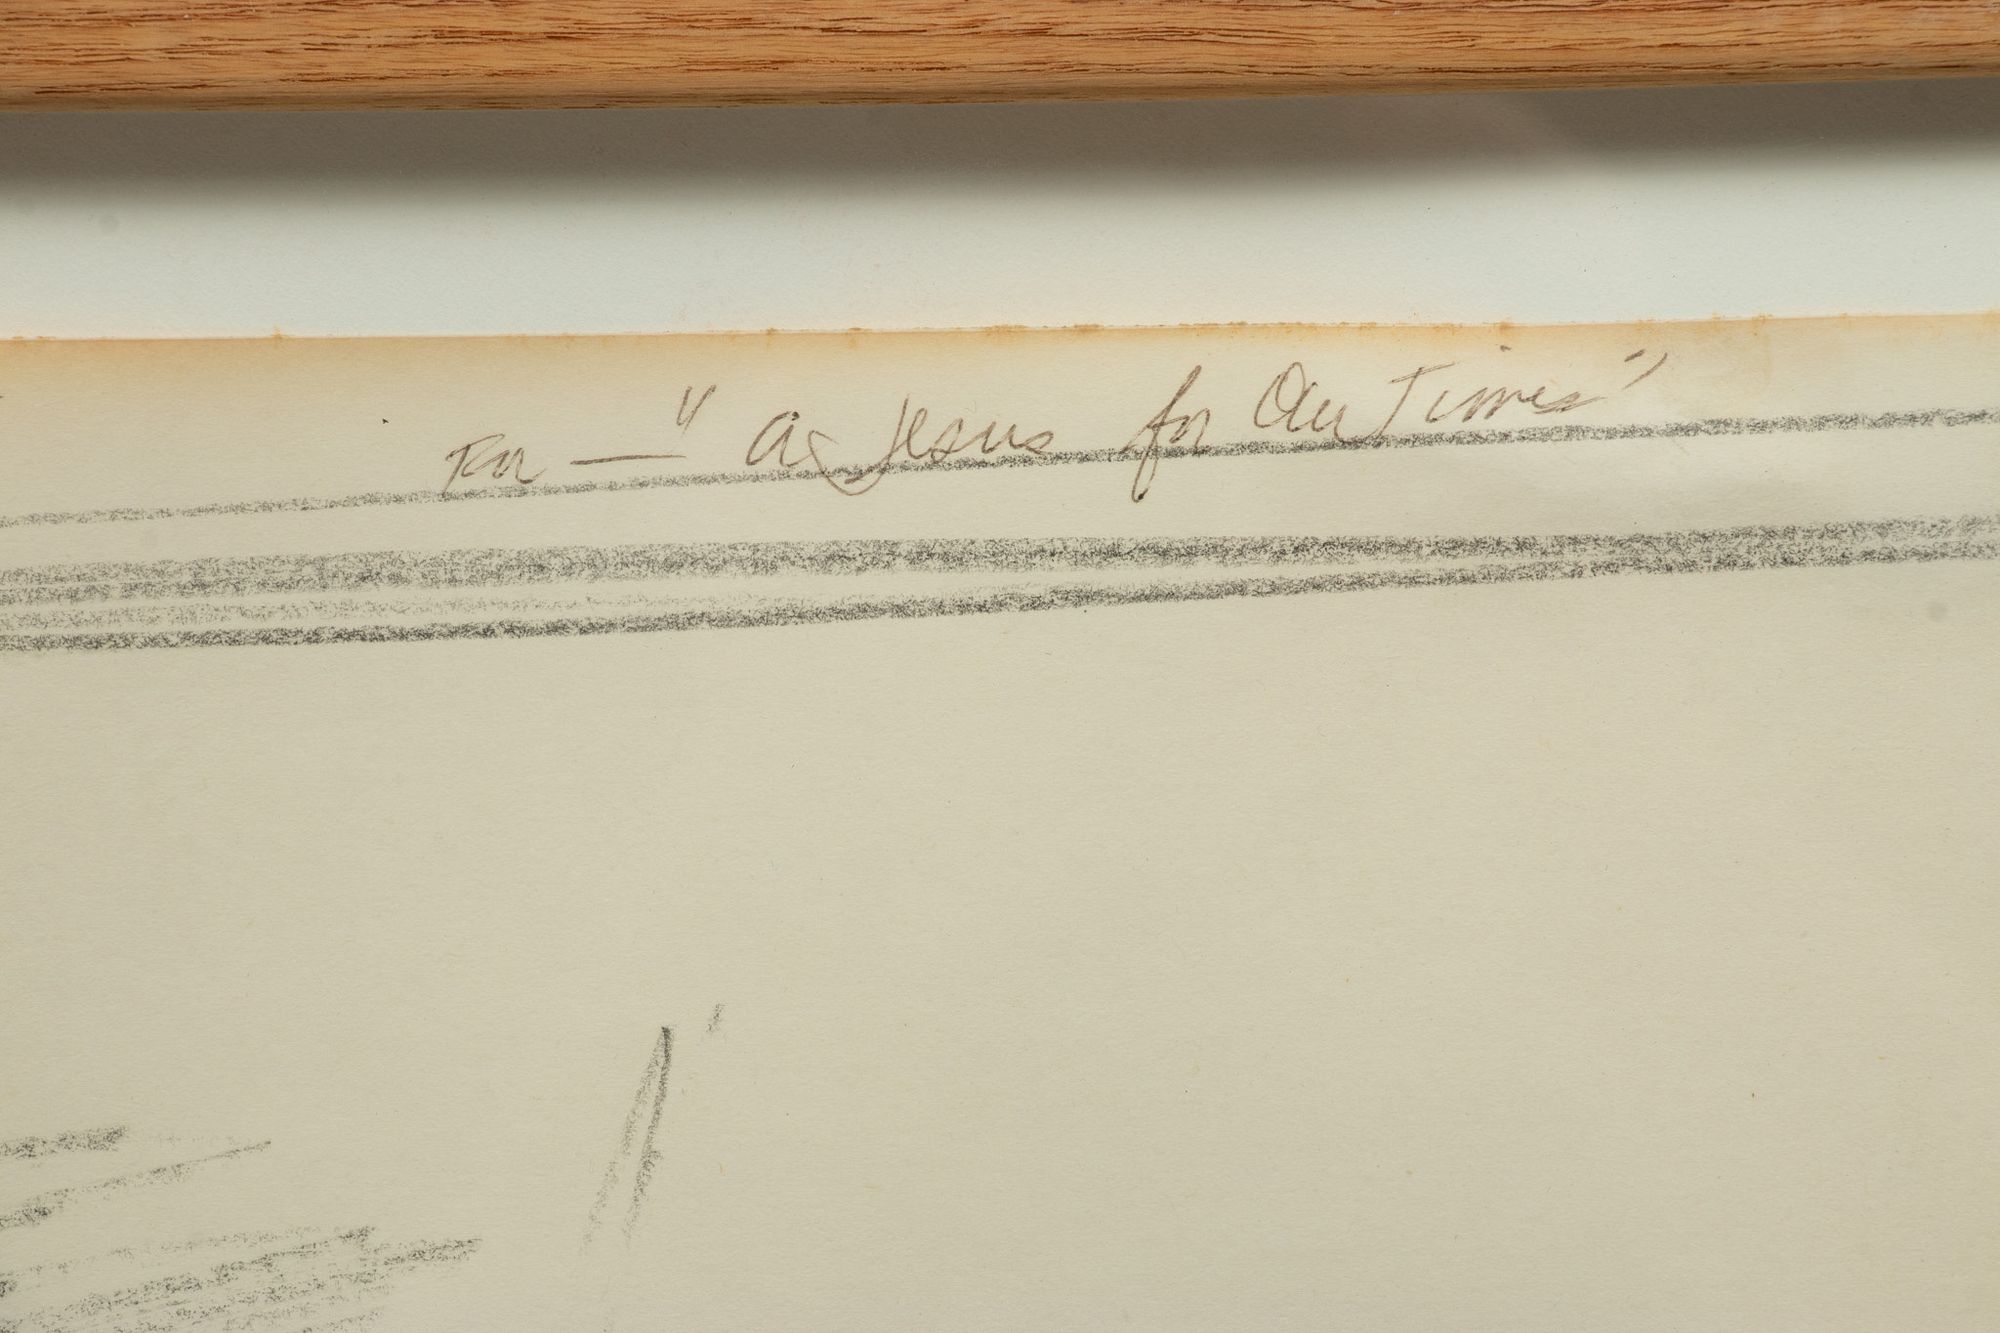 For — "A Jesus for Our Times"